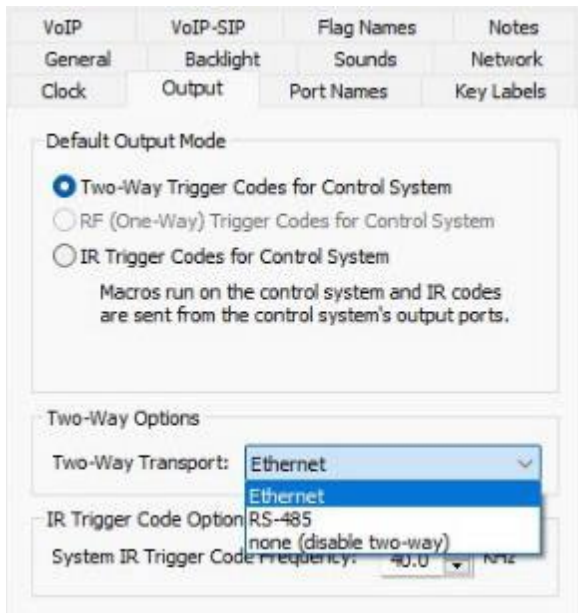 VoIP VoIP-SIP Flag Names Notes
General Backlight Sounds Network
Clock Output Port Names Key Labels
Default Output Mode
Two-Way Trigger Codes for Control System
RF (One-Way) Trigger Codes for Control System
IR Trigger Codes for Control System
Macros run on the control system and IR codes
are sent from the control system's output ports.
Two-Way Options
Two-Way Transport: Ethernet
Ethernet
IR Trigger Code Option RS-485
none (disable two-way)
System IR Trigger Code Frequency: 40.0 KHz